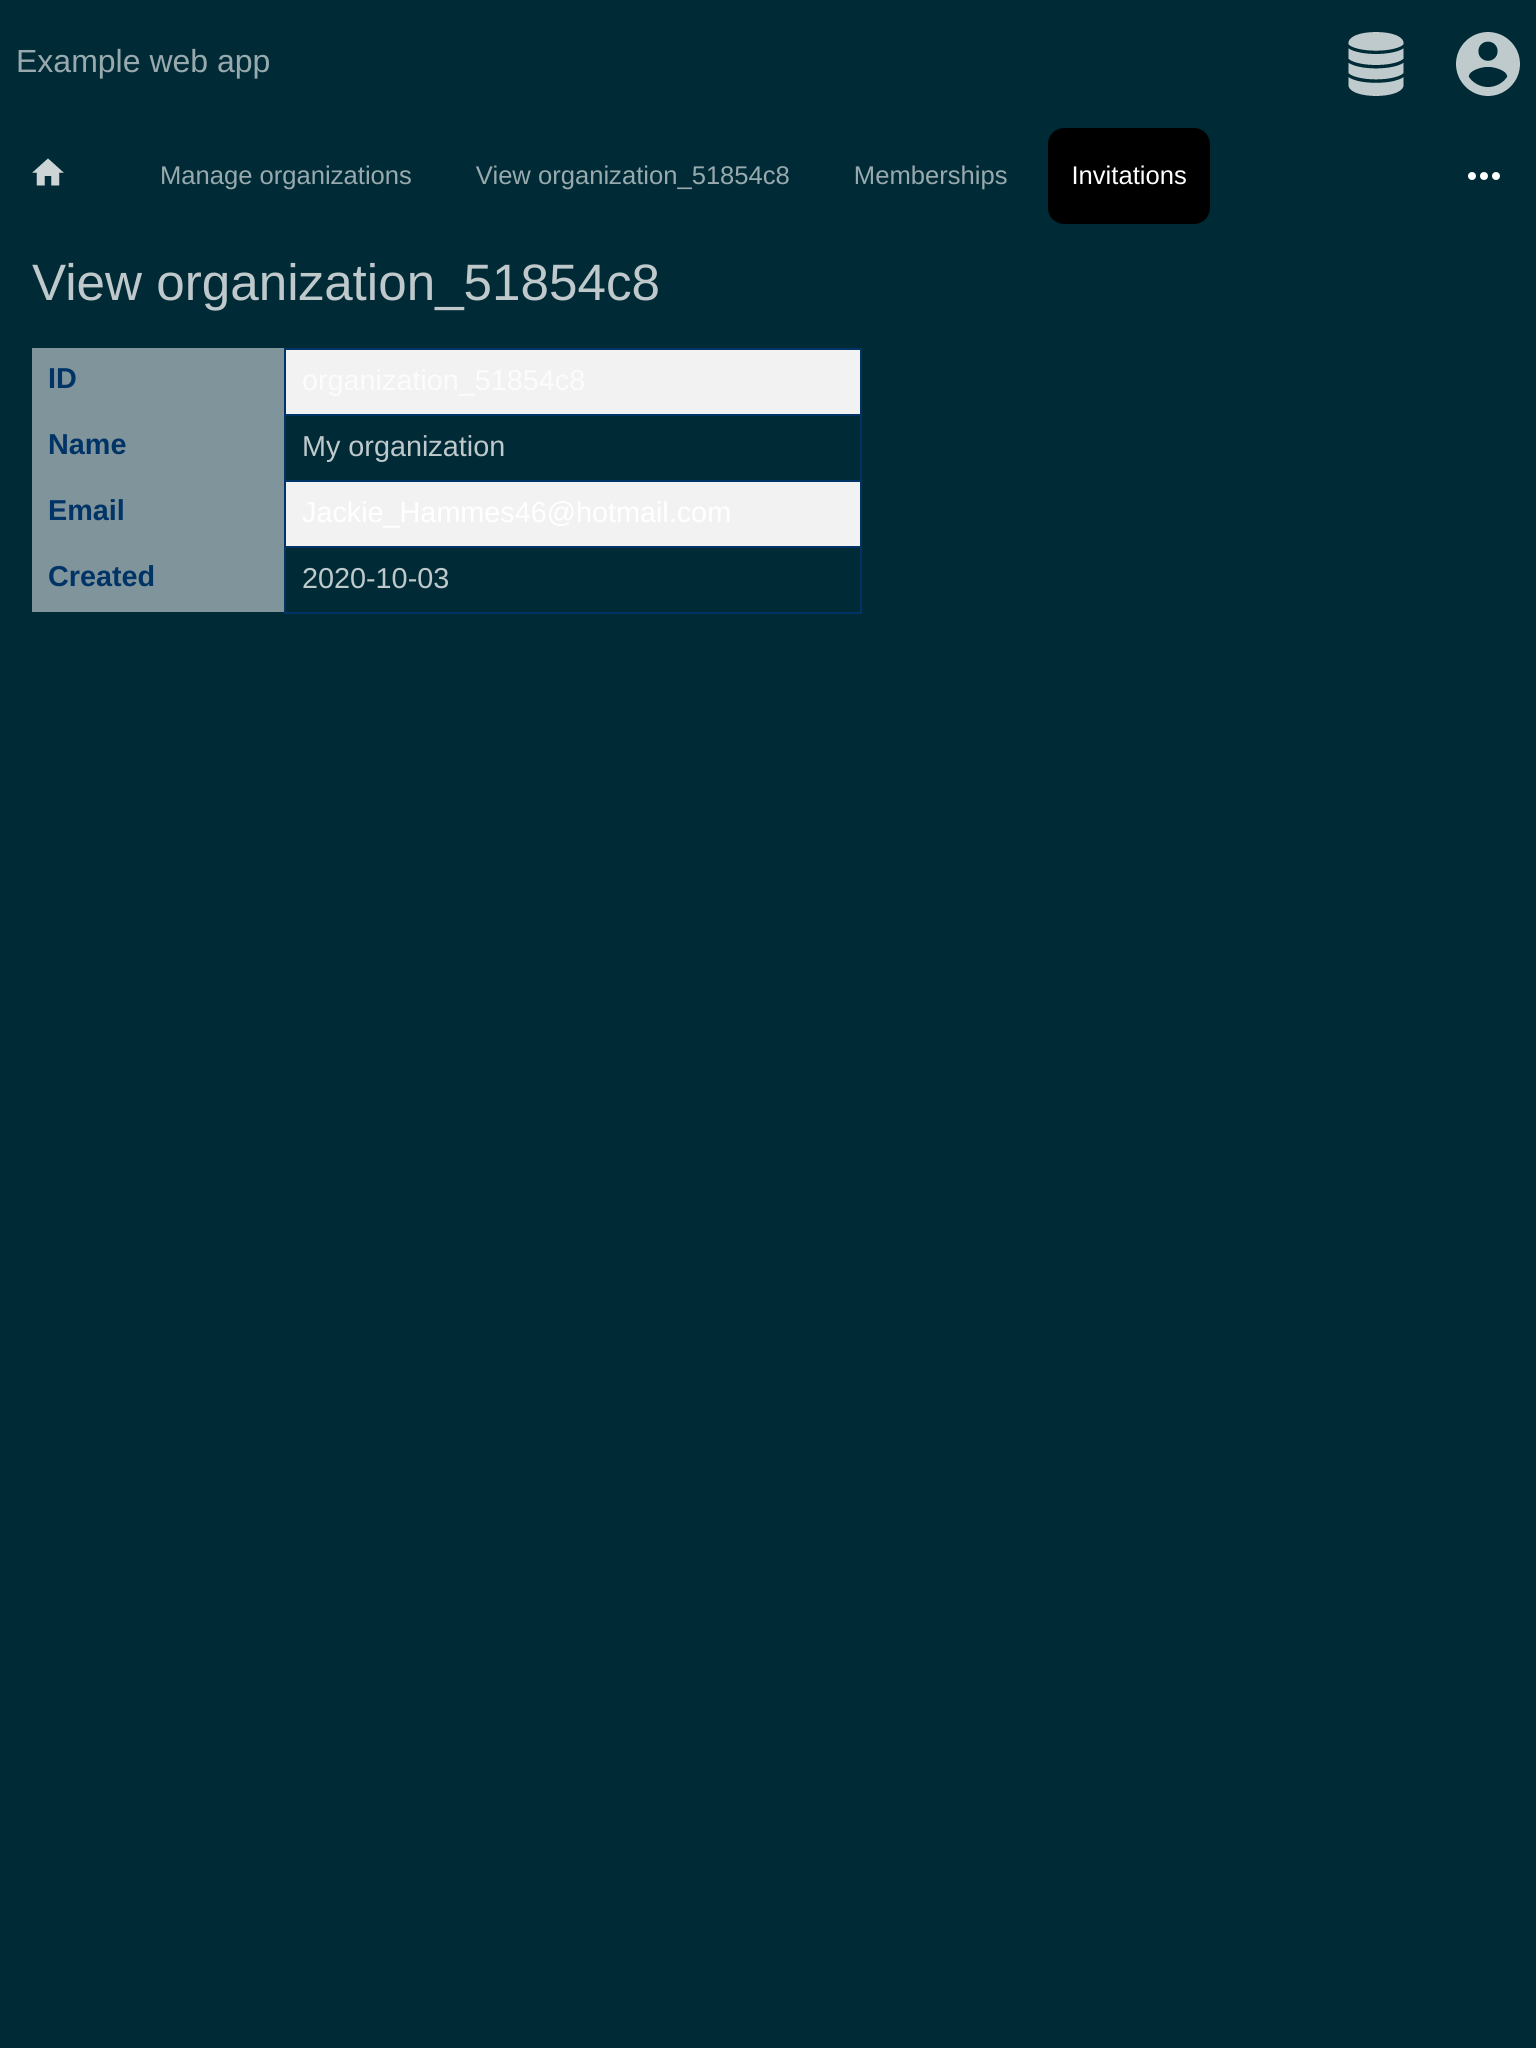 Example web app
Manage organizations View organization_51854c8 Memberships Invitations
View organization_51854c8
ID organization_51854c8
Name My organization
Email Jackie_Hammes46@hotmail.com
Created 2020-10-03